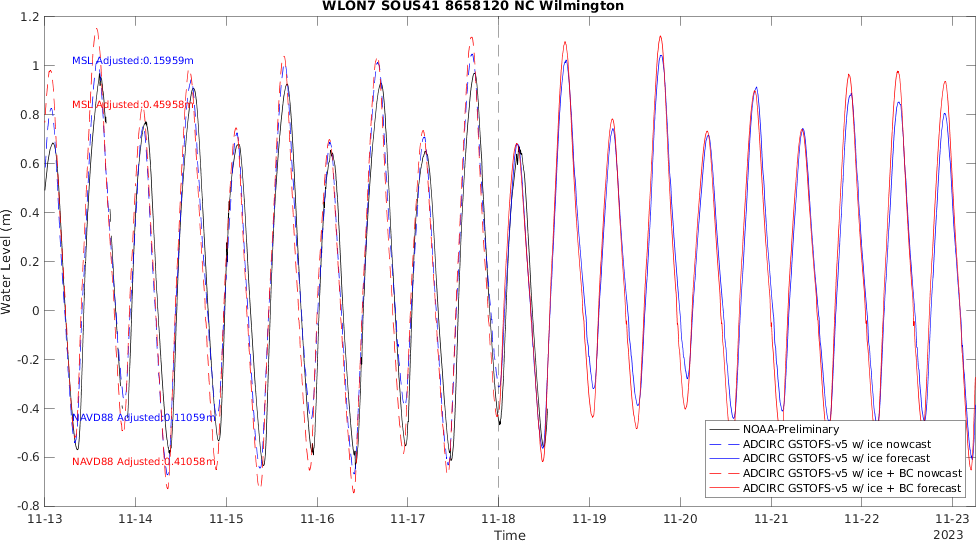 WLON7 SOUS41 8658120 NC Wilmington
1.2
1
0.8
0.6
0.4
0.2
0
-0.2
-0.4
-0.6
-0.8
Water Level (m)
MSL Adjusted:0.15959m
MSL Adjusted:0.45958m
NAVD88 Adjusted:0.11059m
NAVD88 Adjusted:0.41058m
NOAA-Preliminary
ADCIRC GSTOFS-v5 w/ ice nowcast
ADCIRC GSTOFS-v5 w/ ice forecast
ADCIRC GSTOFS-v5 w/ ice + BC nowcast
ADCIRC GSTOFS-v5 w/ ice + BC forecast
11-13 11-14 11-15 11-16 11-17 11-18 11-19 11-20 11-21 11-22 11-23
Time
2023